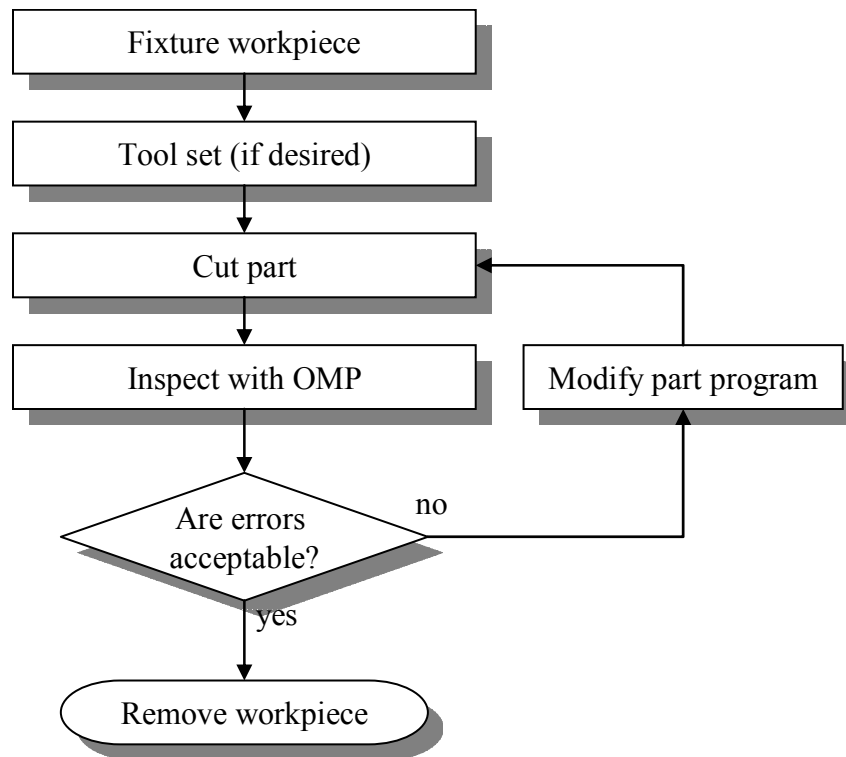 Fixture workpiece
Tool set (if desired)
Cut part
Inspect with OMP
Modify part program
Are errors
acceptable?
no
yes
Remove workpiece